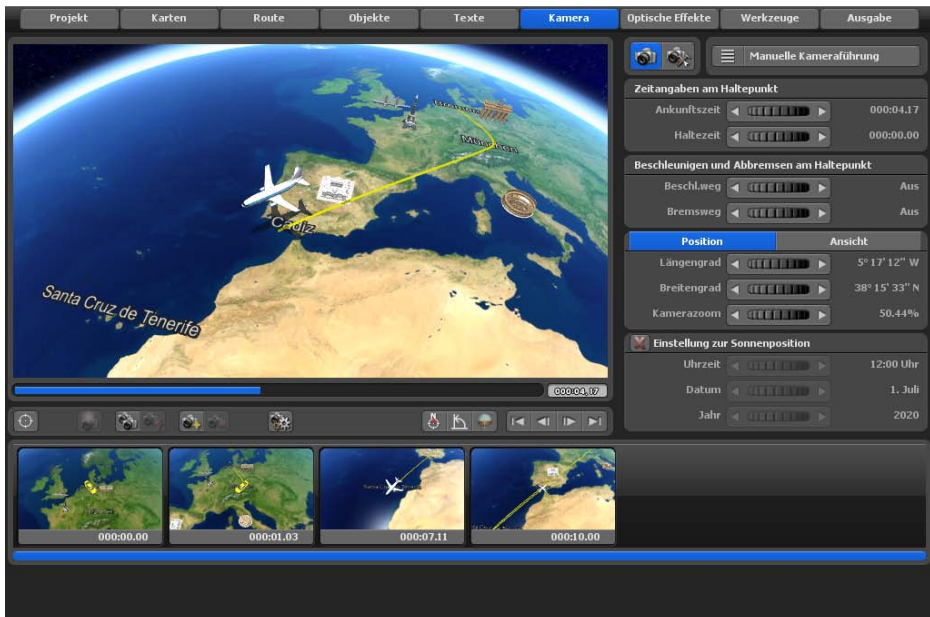 Projekt Karten Route Objekte Texte Kamera Optische Effekte Werkzeuge Ausgabe
Manuelle Kameraführung
Zeitangaben am Haltepunkt
Ankunftszeit 000:04.17
Haltezeit 000:00.00
Beschleunigen und Abbremsen am Haltepunkt
Beschl.weg Aus
Bremsweg Aus
Position Ansicht
Längengrad 5° 17' 12" W
Breitengrad 38° 15' 33" N
Kamerazoom 50.44%
Einstellung zur Sonnenposition
Uhrzeit 12:00 Uhr
Datum 1. Juli
Jahr 2020
München
Cadiz
Santa Cruz de Tenerife
000:04,17
N
000:00.00 000:01.03 000:07.11 000:10.00